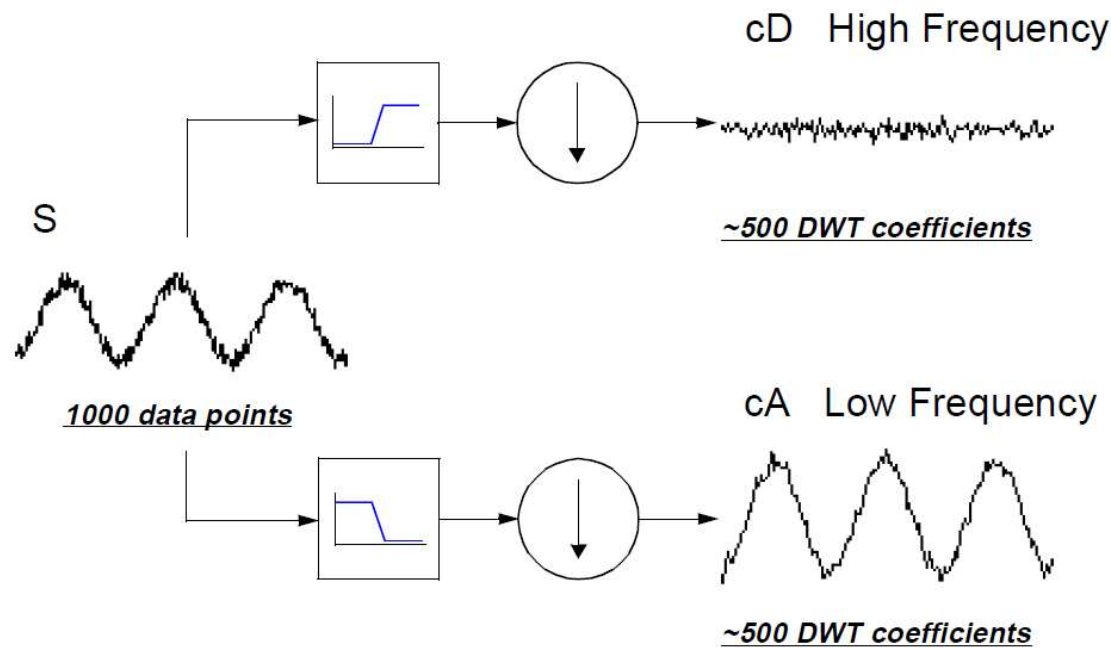 cD High Frequency
~500 DWT coefficients
S
1000 data points
cA Low Frequency
~500 DWT coefficients